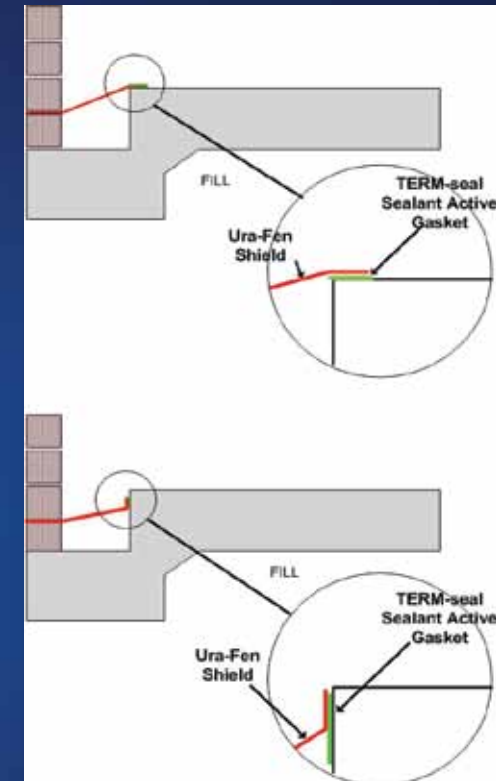 FILL
TERM-seal
Sealant Active
Gasket
Ura-Fen
Shield
FILL
TERM-seal
Sealant Active
Gasket
Ura-Fen
Shield